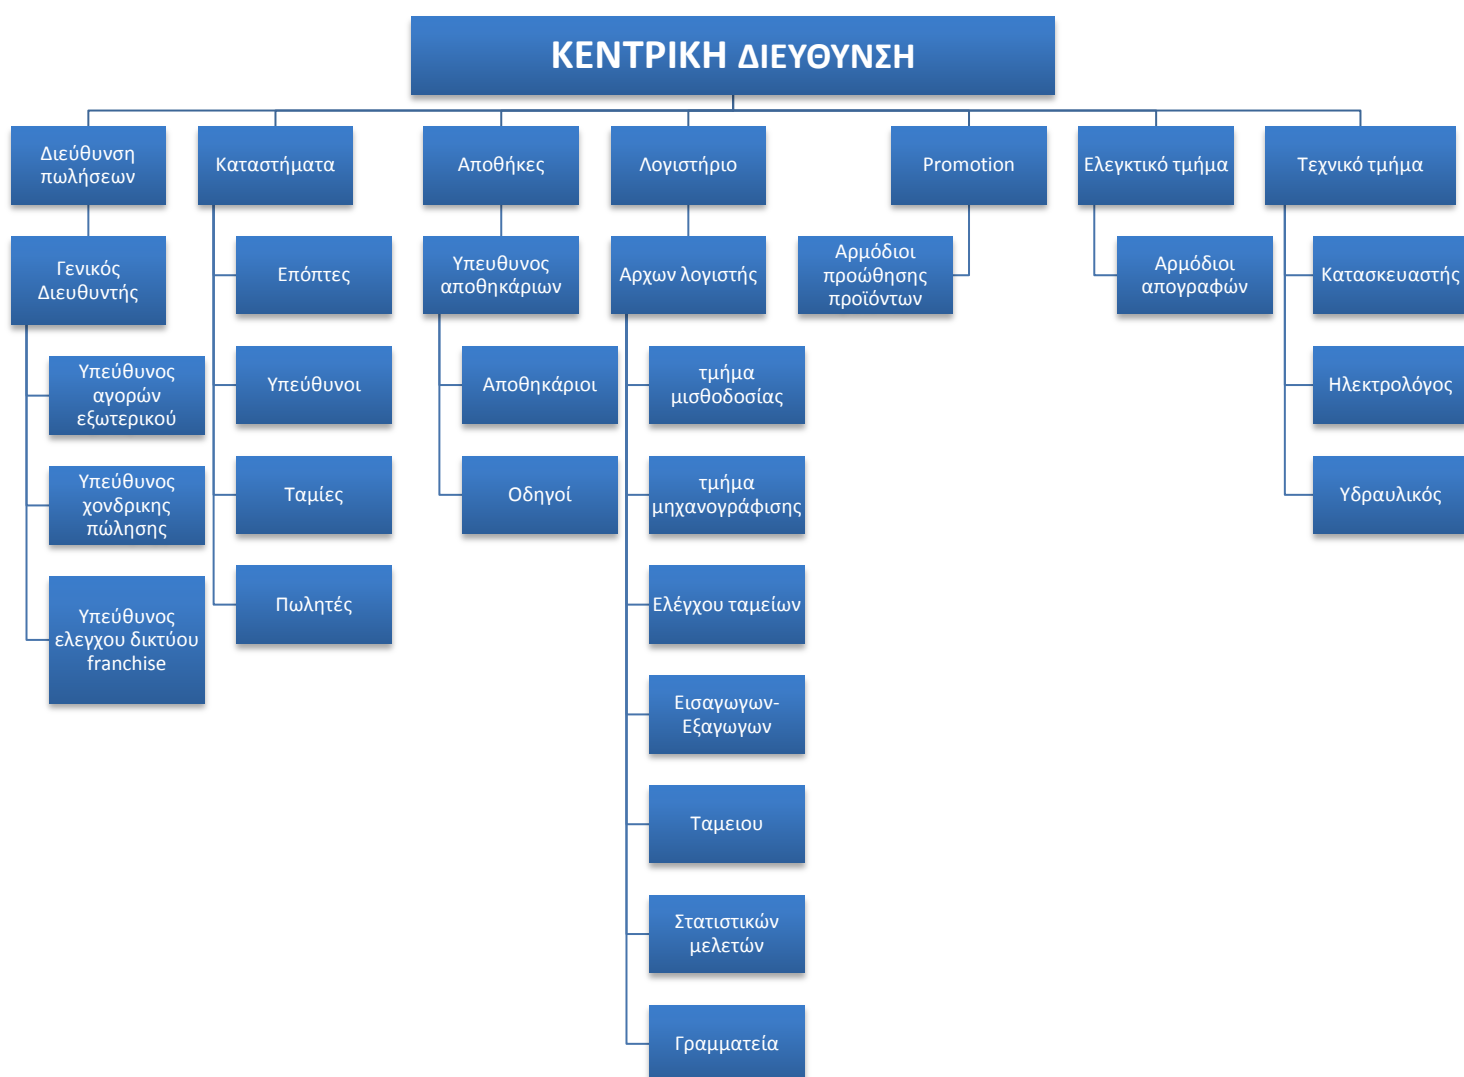 ΚΕΝΤΡΙΚΗ ΔΙΕΥΘΥΝΣΗ
Διεύθυνση
πωλήσεων
Καταστήματα
Αποθήκες
Λογιστήριο
Promotion
Ελεγκτικό τμήμα
Τεχνικό τμήμα
Γενικός
Διευθυντής
Επόπτες
Υπευθυνος
αποθηκάριων
Αρχων λογιστής
Αρμόδιοι
προώθησης
προϊόντων
Αρμόδιοι
απογραφών
Κατασκευαστής
Υπεύθυνος
αγορών
εξωτερικού
Υπεύθυνοι
Αποθηκάριοι
τμήμα
μισθοδοσίας
Ηλεκτρολόγος
Υπεύθυνος
χονδρικης
πώλησης
Ταμίες
Οδηγοί
τμήμα
μηχανογράφισης
Υδραυλικός
Υπεύθυνος
ελεγχου δικτύου
franchise
Πωλητές
Ελέγχου ταμείων
Εισαγωγων-
Εξαγωγων
Ταμειου
Στατιστικών
μελετών
Γραμματεία